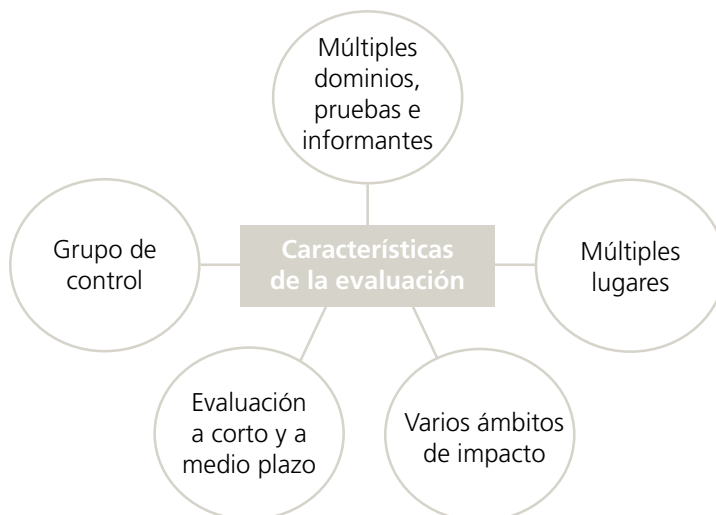 Múltiples
dominios,
pruebas e
informantes
Grupo de
control
Características
de la evaluación
Múltiples
lugares
Evaluación
a corto y a
medio plazo
Varios ámbitos
de impacto